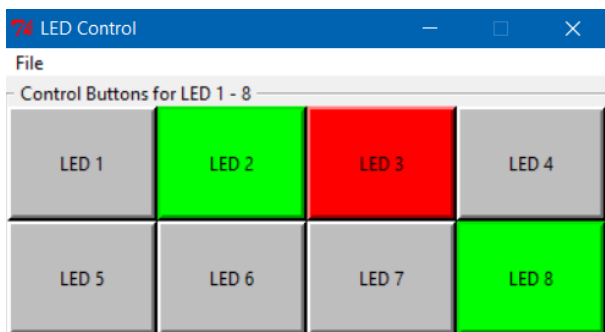 LED Control
File
Control Buttons for LED 1 - 8
LED 1 LED 2 LED 3 LED 4
LED 5 LED 6 LED 7 LED 8